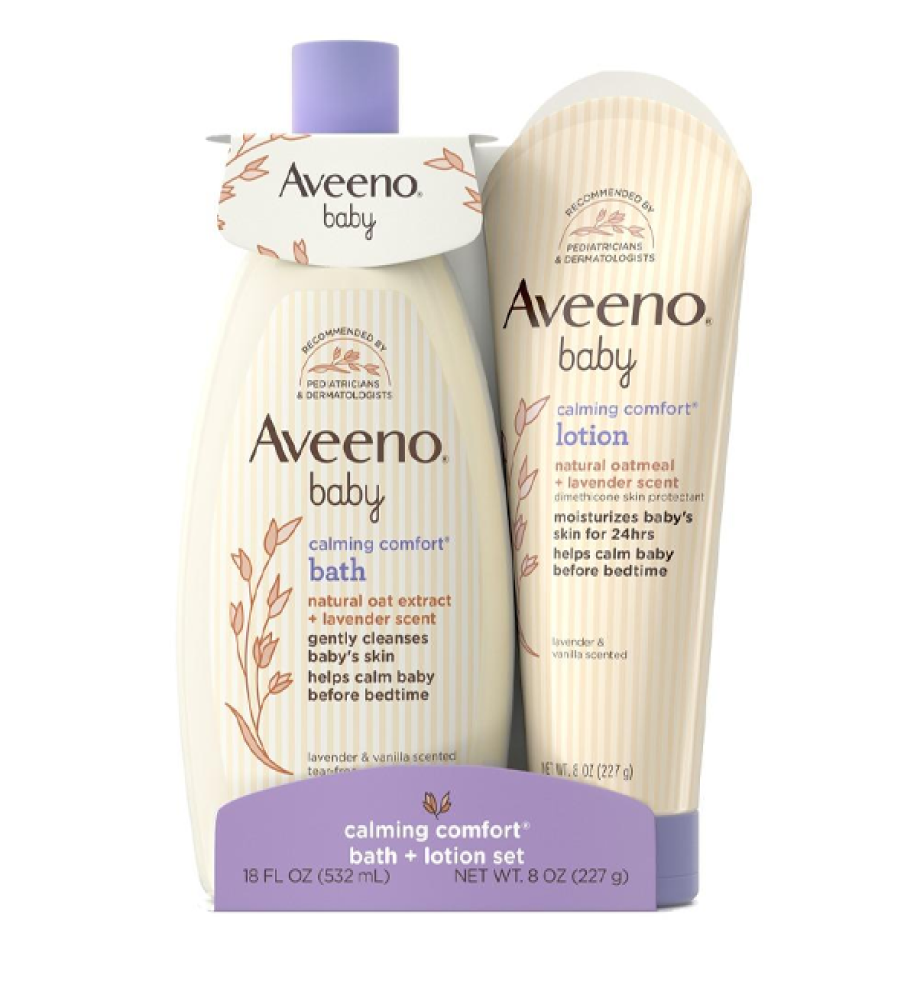 Aveeno®
baby
RECOMMENDED BY
PEDIATRICIANS
& DERMATOLOGISTS
Aveeno®
baby
calming comfort®
bath
natural oat extract
+ lavender scent
gently cleanses
baby's skin
helps calm baby
before bedtime
lavender & vanilla scented
RECOMMENDED BY
PEDIATRICIANS
& DERMATOLOGISTS
Aveeno®
baby
calming comfort®
lotion
natural oatmeal
+ lavender scent
dimethicone skin protectant
moisturizes baby's
skin for 24hrs
helps calm baby
before bedtime
lavender &
vanilla scented
NET WT. 8 OZ (227 g)
calming comfort®
bath + lotion set
18 FL OZ (532 mL) NET WT. 8 OZ (227 g)